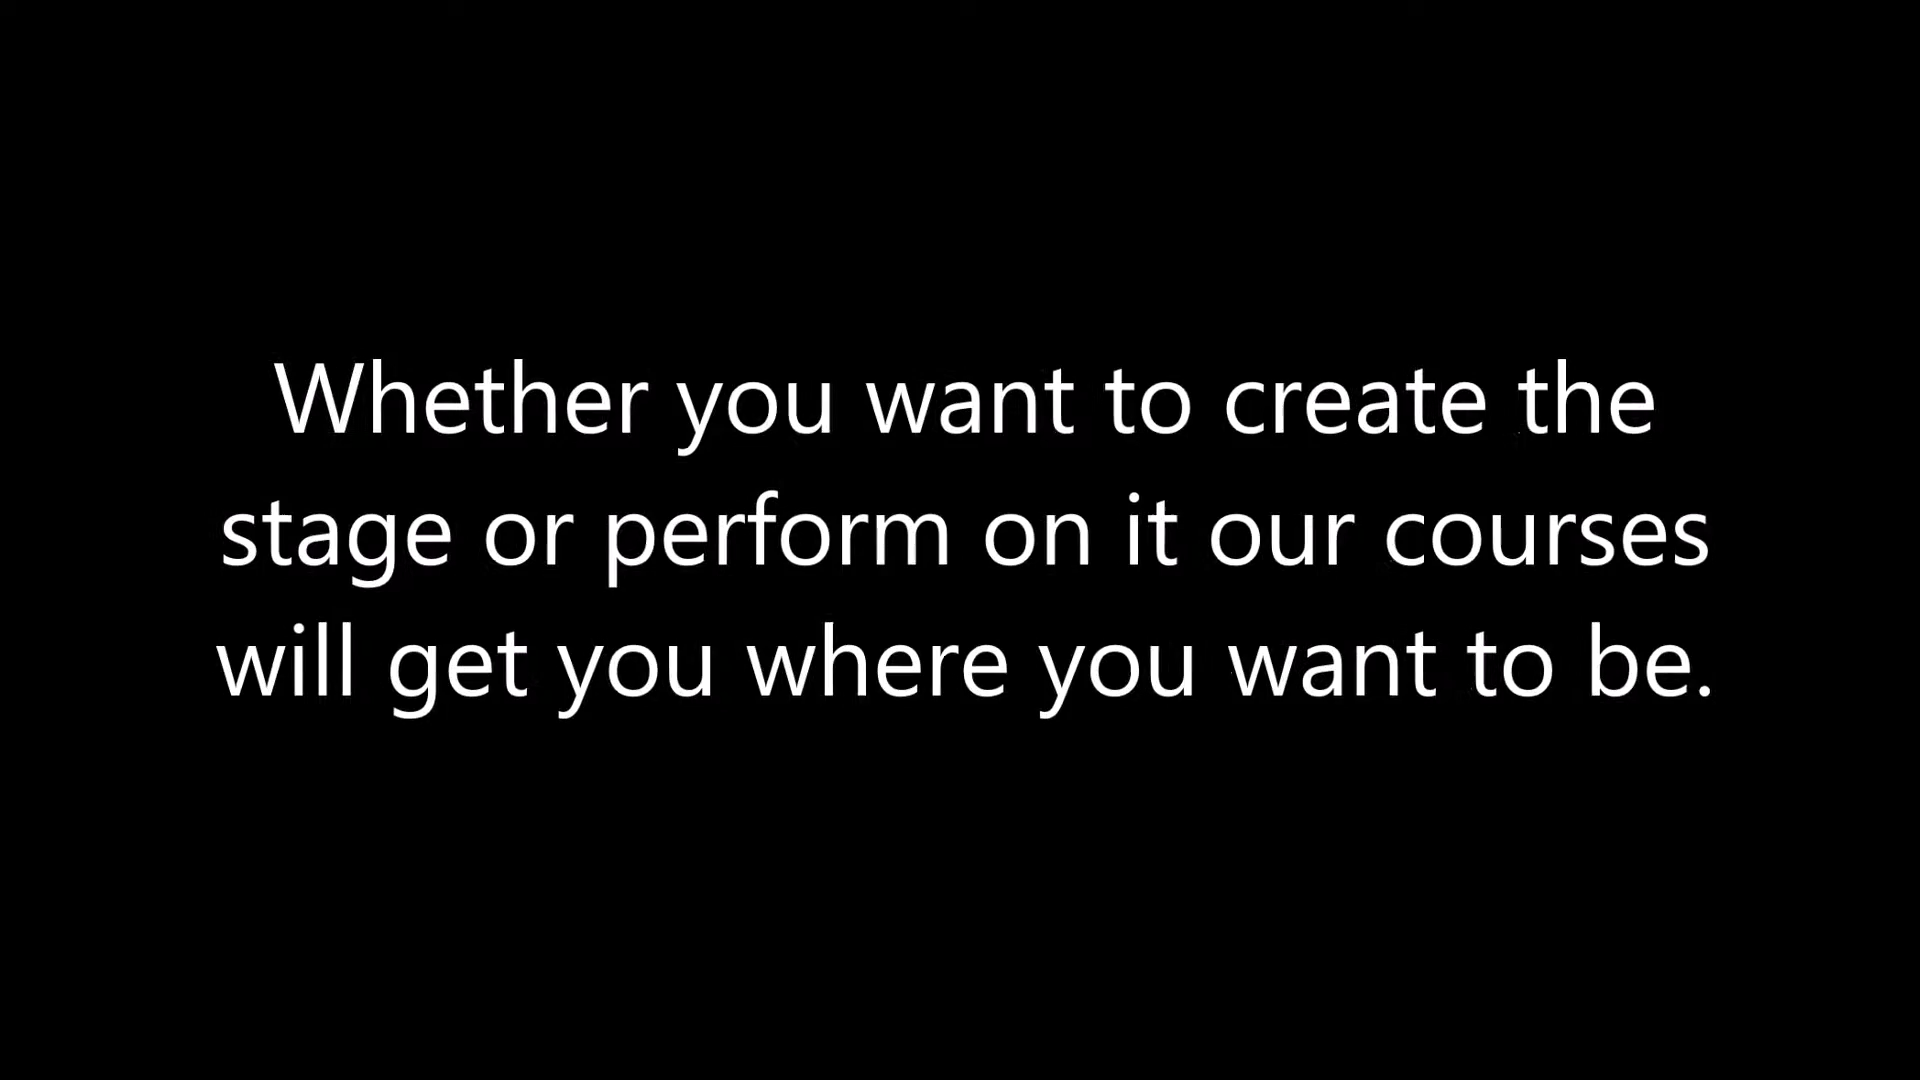 Whether you want to create the
stage or perform on it our courses
will get you where you want to be.